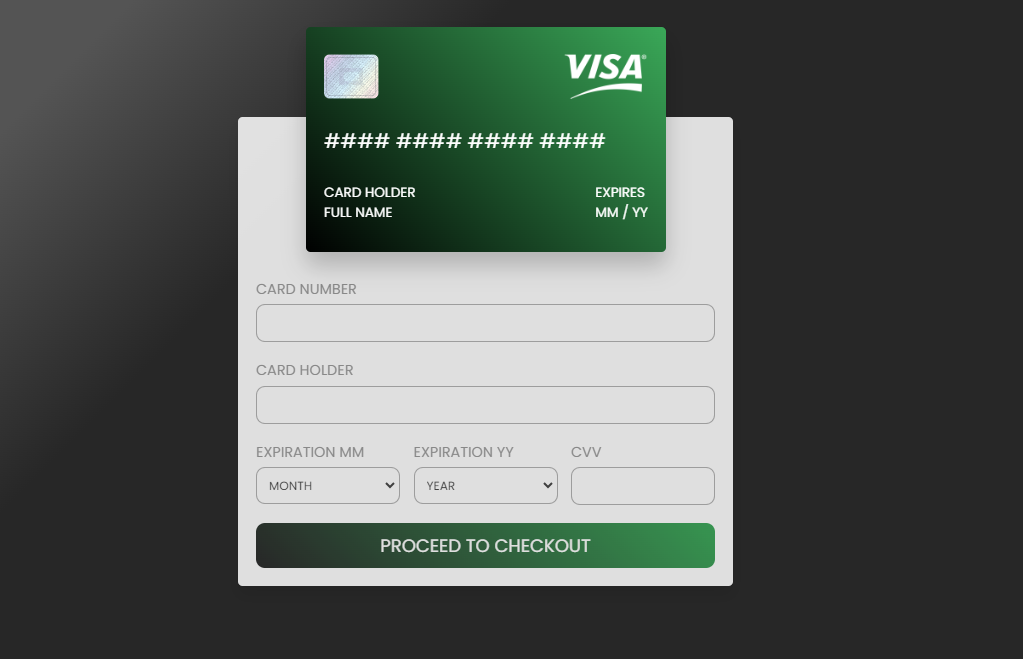 VISA
#### #### #### ####
CARD HOLDER
EXPIRES
FULL NAME
MM / YY
CARD NUMBER
CARD HOLDER
EXPIRATION MM
EXPIRATION YY
CVV
MONTH
YEAR
PROCEED TO CHECKOUT